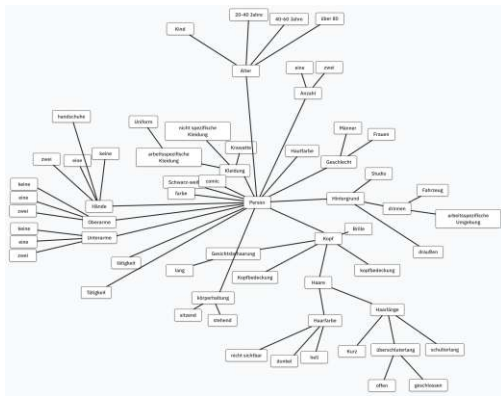 20-40 Jahre
40-60 Jahre
über 60
Kind
Alter
eine
zwei
Anzahl
handschuhe
Uniform
nicht spezifische
Kleidung
Krawatte
Männer
Frauen
Haarfarbe
Geschlecht
zwei
eine
keine
arbeitsspezifische
Kleidung
Kleidung
Studio
Schwarz-weiß
comic
farbe
Fahrzeug
keine
eine
zwei
Hände
Person
Hintergrund
drinnen
arbeitsspezifische
Umgebung
Oberarme
keine
eine
zwei
Unterarme
Brille
Kopf
draußen
Gesichtsbehaarung
tätigkeit
lang
Kopfbedeckung
kopfbedeckung
Tätigkeit
Haare
körperhaltung
sitzend
stehend
Haarfarbe
Haarlänge
nicht sichtbar
dunkel
hell
kurz
überschulterlang
schulterlang
offen
geschlossen